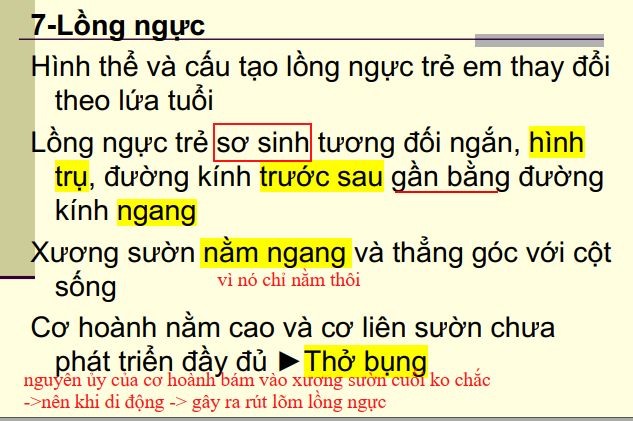 7-Lồng ngực
Hình thể và cấu tạo lồng ngực trẻ em thay đổi
theo lứa tuổi
Lồng ngực trẻ sơ sinh tương đối ngắn, hình
trụ, đường kính trước sau gần bằng đường
kính ngang
Xương sườn nằm ngang và thẳng góc với cột
sống
vì nó chỉ nằm thôi
Cơ hoành nằm cao và cơ liên sườn chưa
phát triển đầy đủ ►Thở bụng
nguyên ủy của cơ hoành bám vào xương sườn cuối ko chắc
->nên khi di động -> gây ra rút lõm lồng ngực